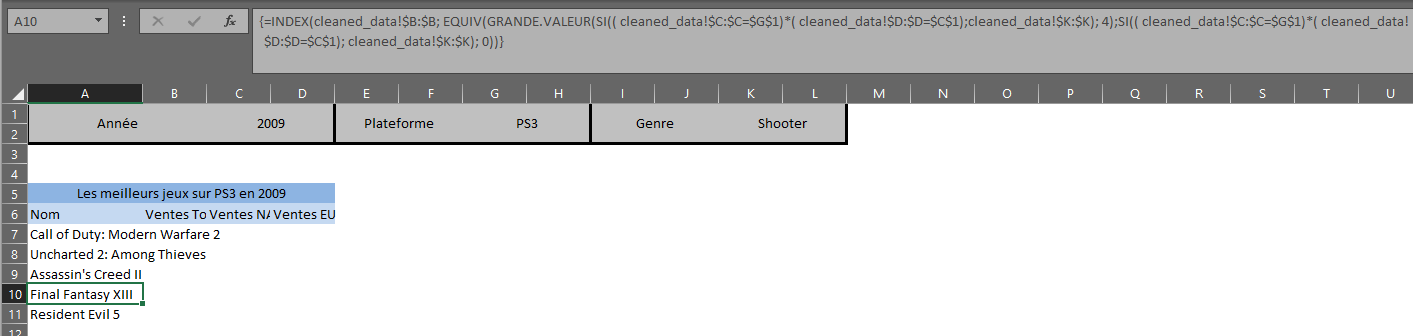 A10
fx
{=INDEX(cleaned_data!$B:$B; EQUIV(GRANDE.VALEUR(SI(( cleaned_data!$C:$C=$G$1)*( cleaned_data!$D:$D=$C$1);cleaned_data!$K:$K); 4);SI(( cleaned_data!$C:$C=$G$1)*( cleaned_data!
$D:$D=$C$1); cleaned_data!$K:$K); 0))}
A B C D E F G H I J K L M N O P Q R S T U
1
Année 2009 Plateforme PS3 Genre Shooter
2
3
4
5 Les meilleurs jeux sur PS3 en 2009
6 Nom Ventes To Ventes NA Ventes EU
7 Call of Duty: Modern Warfare 2
8 Uncharted 2: Among Thieves
9 Assassin's Creed II
10 Final Fantasy XIII
11 Resident Evil 5
12